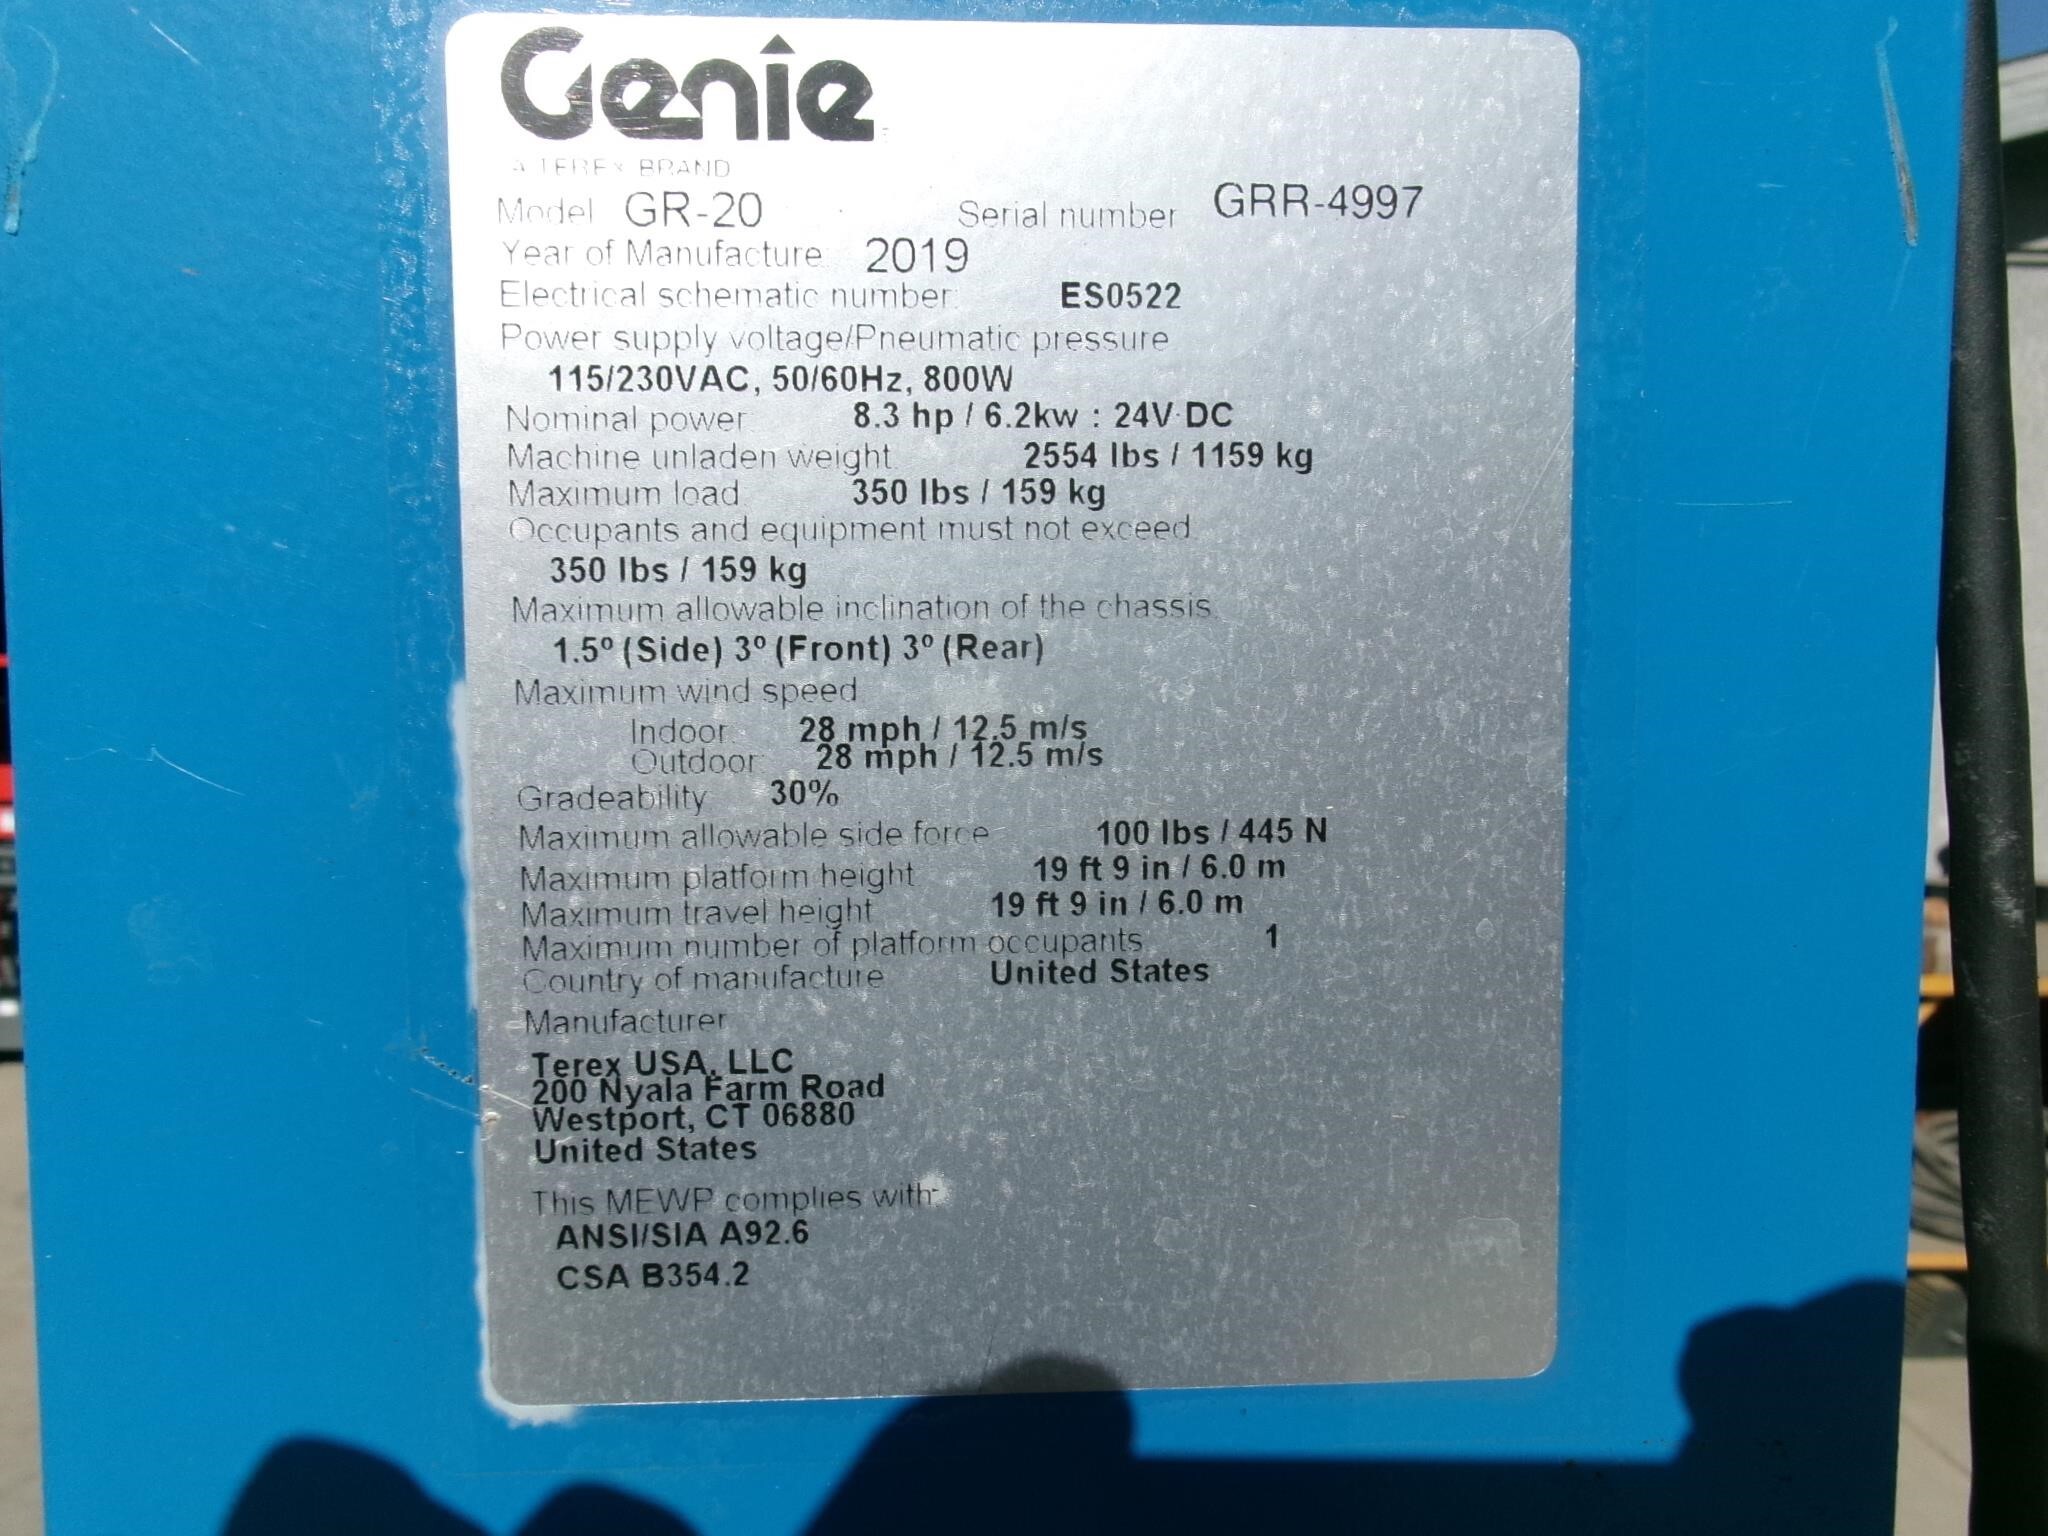 Genie
A TEREX BRAND
Model GR-20 Serial number GRR-4997
Year of Manufacture: 2019
Electrical schematic number: ES0522
Power supply voltage/Pneumatic pressure
115/230VAC, 50/60Hz, 800W
Nominal power 8.3 hp / 6.2kw : 24V DC
Machine unladen weight 2554 lbs / 1159 kg
Maximum load 350 lbs / 159 kg
Occupants and equipment must not exceed
350 lbs / 159 kg
Maximum allowable inclination of the chassis
1.5º (Side) 3º (Front) 3º (Rear)
Maximum wind speed
Indoor: 28 mph / 12.5 m/s
Outdoor: 28 mph / 12.5 m/s
Gradeability 30%
Maximum allowable side force 100 lbs / 445 N
Maximum platform height 19 ft 9 in / 6.0 m
Maximum travel height 19 ft 9 in / 6.0 m
Maximum number of platform occupants 1
Country of manufacture United States
Manufacturer
Terex USA, LLC
200 Nyala Farm Road
Westport, CT 06880
United States
This MEWP complies with:
ANSI/SIA A92.6
CSA B354.2